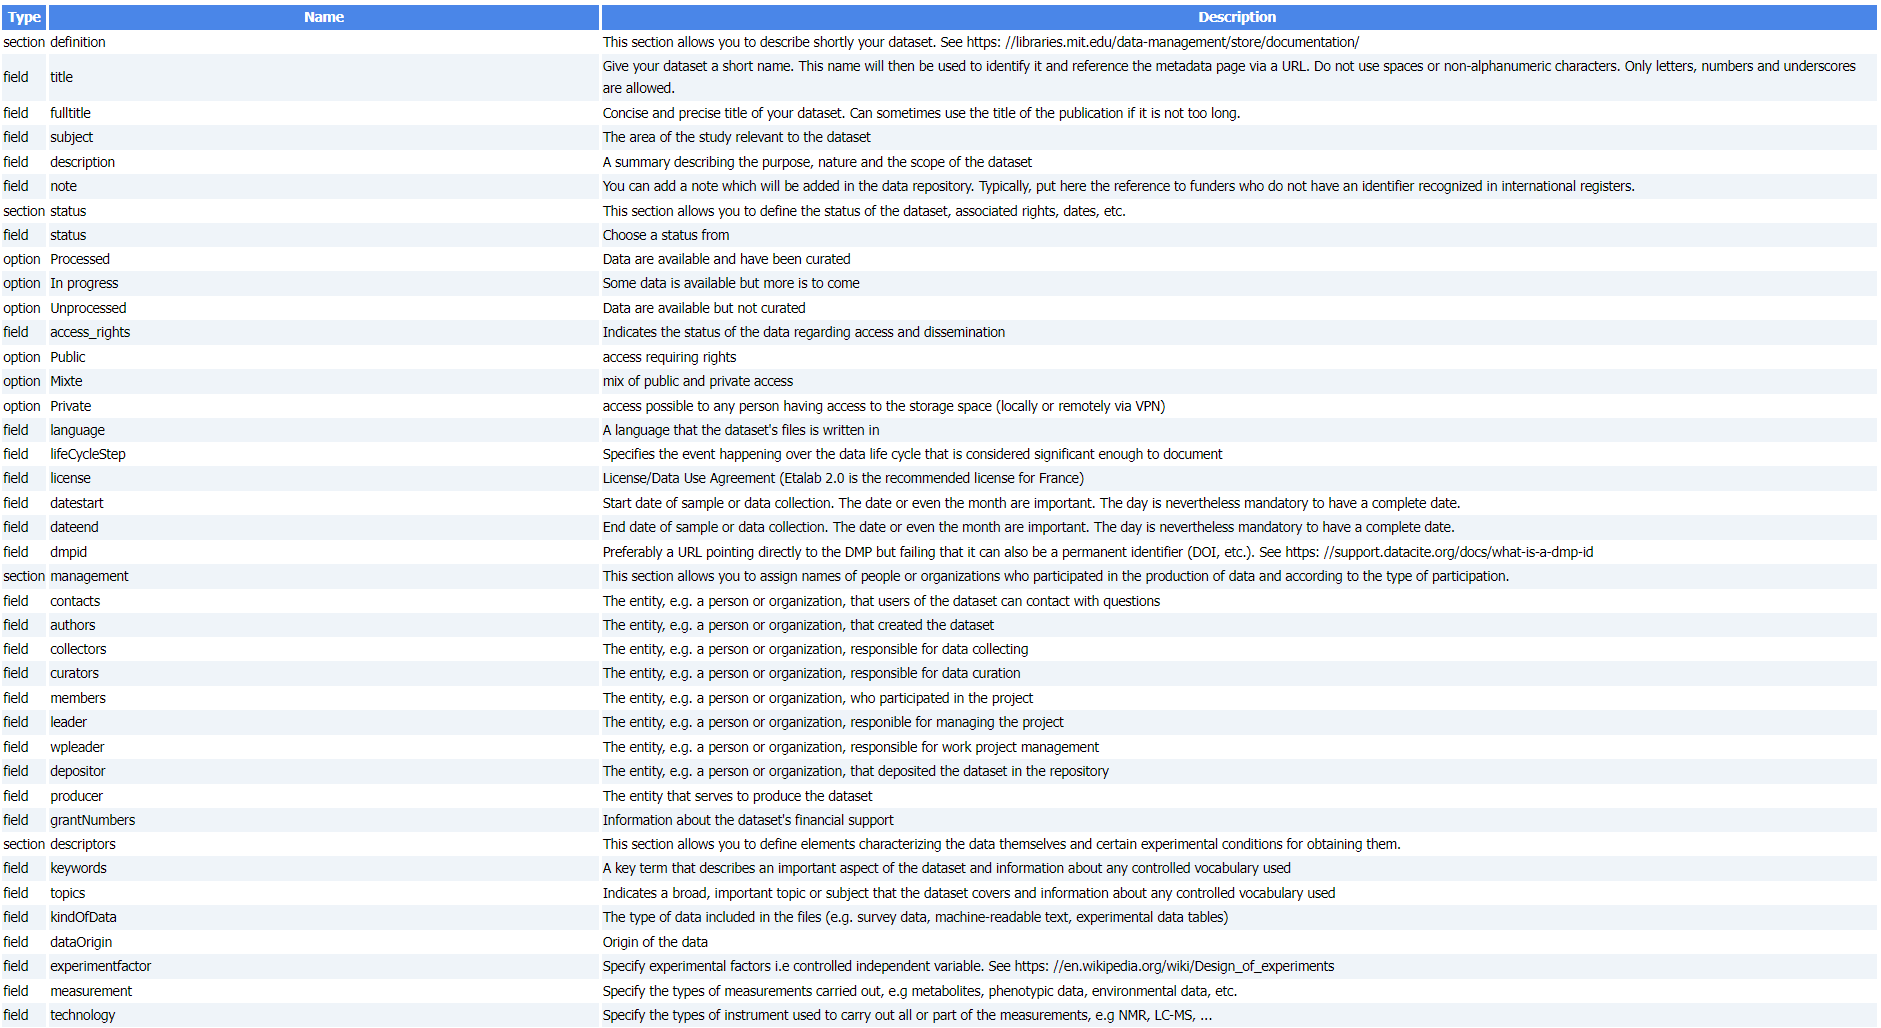 Type Name Description
section definition This section allows you to describe shortly your dataset. See https: //libraries.mit.edu/data-management/store/documentation/
field title Give your dataset a short name. This name will then be used to identify it and reference the metadata page via a URL. Do not use spaces or non-alphanumeric characters. Only letters, numbers and underscores
are allowed.
field fulltitle Concise and precise title of your dataset. Can sometimes use the title of the publication if it is not too long.
field subject The area of the study relevant to the dataset
field description A summary describing the purpose, nature and the scope of the dataset
field note You can add a note which will be added in the data repository. Typically, put here the reference to funders who do not have an identifier recognized in international registers.
section status This section allows you to define the status of the dataset, associated rights, dates, etc.
field status Choose a status from
option Processed Data are available and have been curated
option In progress Some data is available but more is to come
option Unprocessed Data are available but not curated
field access_rights Indicates the status of the data regarding access and dissemination
option Public access requiring rights
option Mixte mix of public and private access
option Private access possible to any person having access to the storage space (locally or remotely via VPN)
field language A language that the dataset's files is written in
field lifeCycleStep Specifies the event happening over the data life cycle that is considered significant enough to document
field license License/Data Use Agreement (Etalab 2.0 is the recommended license for France)
field datestart Start date of sample or data collection. The date or even the month are important. The day is nevertheless mandatory to have a complete date.
field dateend End date of sample or data collection. The date or even the month are important. The day is nevertheless mandatory to have a complete date.
field dmpid Preferably a URL pointing directly to the DMP but failing that it can also be a permanent identifier (DOI, etc.). See https: //support.datacite.org/docs/what-is-a-dmp-id
section management This section allows you to assign names of people or organizations who participated in the production of data and according to the type of participation.
field contacts The entity, e.g. a person or organization, that users of the dataset can contact with questions
field authors The entity, e.g. a person or organization, that created the dataset
field collectors The entity, e.g. a person or organization, responsible for data collecting
field curators The entity, e.g. a person or organization, responsible for data curation
field members The entity, e.g. a person or organization, who participated in the project
field leader The entity, e.g. a person or organization, responible for managing the project
field wpleader The entity, e.g. a person or organization, responsible for work project management
field depositor The entity, e.g. a person or organization, that deposited the dataset in the repository
field producer The entity that serves to produce the dataset
field grantNumbers Information about the dataset's financial support
section descriptors This section allows you to define elements characterizing the data themselves and certain experimental conditions for obtaining them.
field keywords A key term that describes an important aspect of the dataset and information about any controlled vocabulary used
field topics Indicates a broad, important topic or subject that the dataset covers and information about any controlled vocabulary used
field kindOfData The type of data included in the files (e.g. survey data, machine-readable text, experimental data tables)
field dataOrigin Origin of the data
field experimentfactor Specify experimental factors i.e controlled independent variable. See https: //en.wikipedia.org/wiki/Design_of_experiments
field measurement Specify the types of measurements carried out, e.g metabolites, phenotypic data, environmental data, etc.
field technology Specify the types of instrument used to carry out all or part of the measurements, e.g NMR, LC-MS, ...